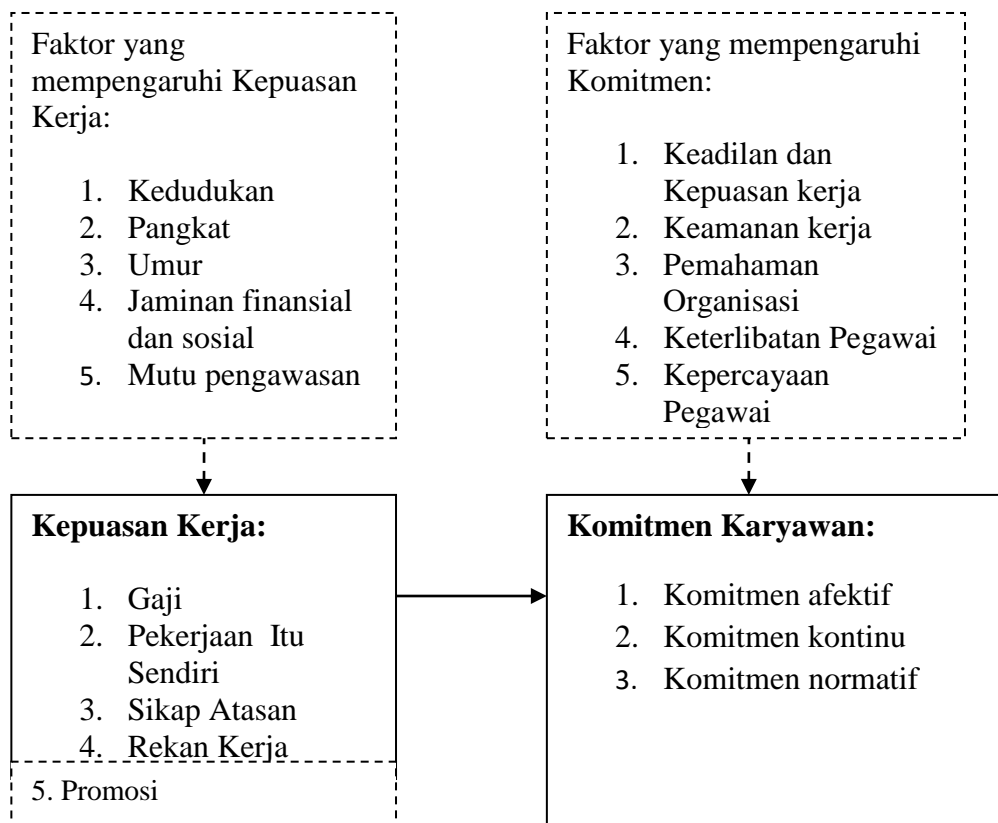 Faktor yang
mempengaruhi Kepuasan
Kerja:
1. Kedudukan
2. Pangkat
3. Umur
4. Jaminan finansial
dan sosial
5. Mutu pengawasan
Faktor yang mempengaruhi
Komitmen:
1. Keadilan dan
Kepuasan kerja
2. Keamanan kerja
3. Pemahaman
Organisasi
4. Keterlibatan Pegawai
5. Kepercayaan
Pegawai
Kepuasan Kerja:
1. Gaji
2. Pekerjaan Itu
Sendiri
3. Sikap Atasan
4. Rekan Kerja
5. Promosi
Komitmen Karyawan:
1. Komitmen afektif
2. Komitmen kontinu
3. Komitmen normatif